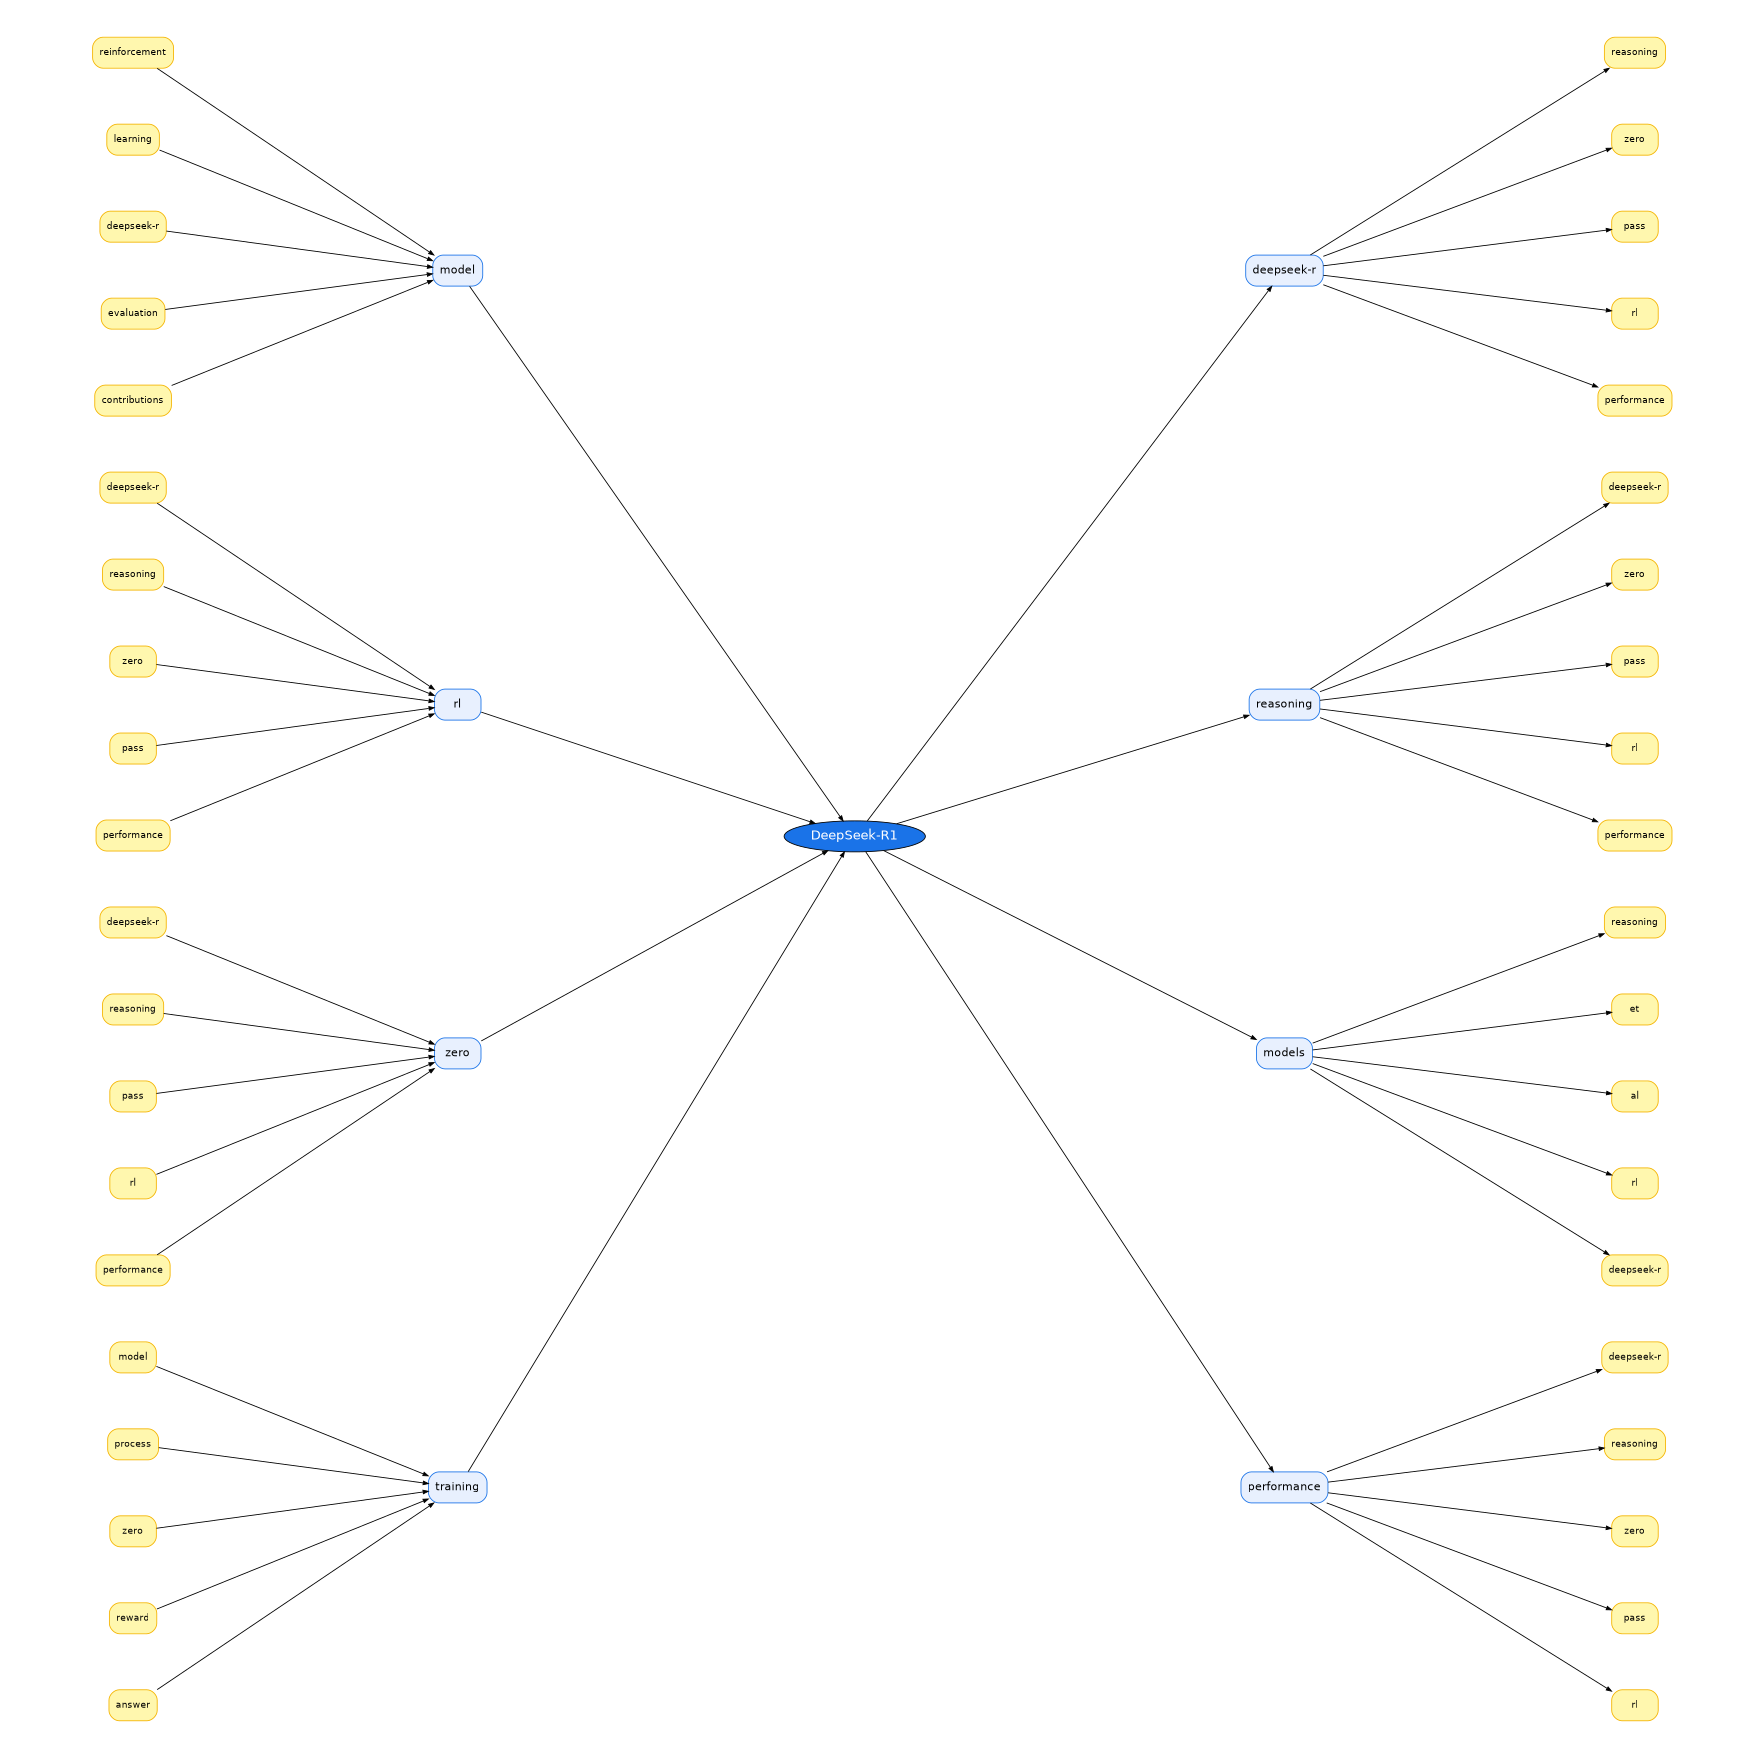 reinforcement
learning
deepseek-r
evaluation
contributions
model
deepseek-r
reasoning
zero
pass
performance
rl
deepseek-r
reasoning
pass
rl
performance
zero
model
process
zero
reward
answer
training
DeepSeek-R1
deepseek-r
reasoning
zero
pass
rl
performance
reasoning
deepseek-r
zero
pass
rl
performance
models
reasoning
et
al
rl
deepseek-r
performance
deepseek-r
reasoning
zero
pass
rl